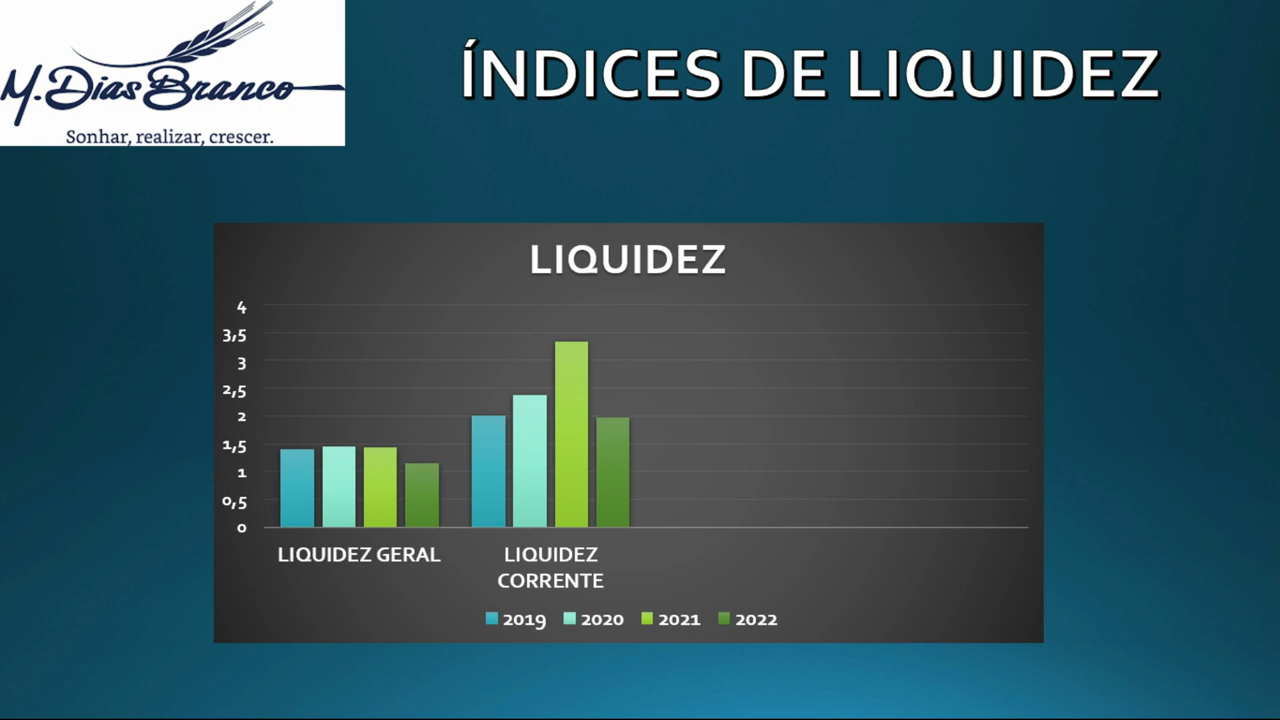 M. Dias Branco
Sonhar, realizar, crescer.
ÍNDICES DE LIQUIDEZ
LIQUIDEZ
4
3,5
3
2,5
2
1,5
1
0,5
0
LIQUIDEZ GERAL
LIQUIDEZ
CORRENTE
2019 2020 2021 2022